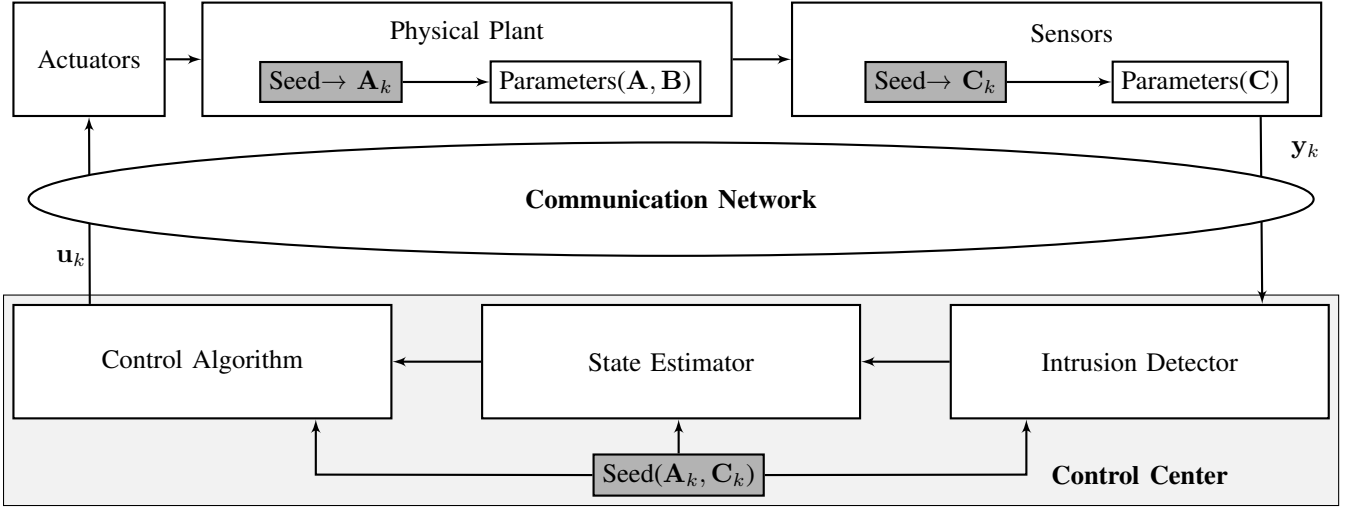 Actuators
Physical Plant
Seed→ A_k
Parameters(A, B)
Sensors
Seed→ C_k
Parameters(C)
y_k
Communication Network
u_k
Control Algorithm
State Estimator
Intrusion Detector
Seed(A_k, C_k)
Control Center